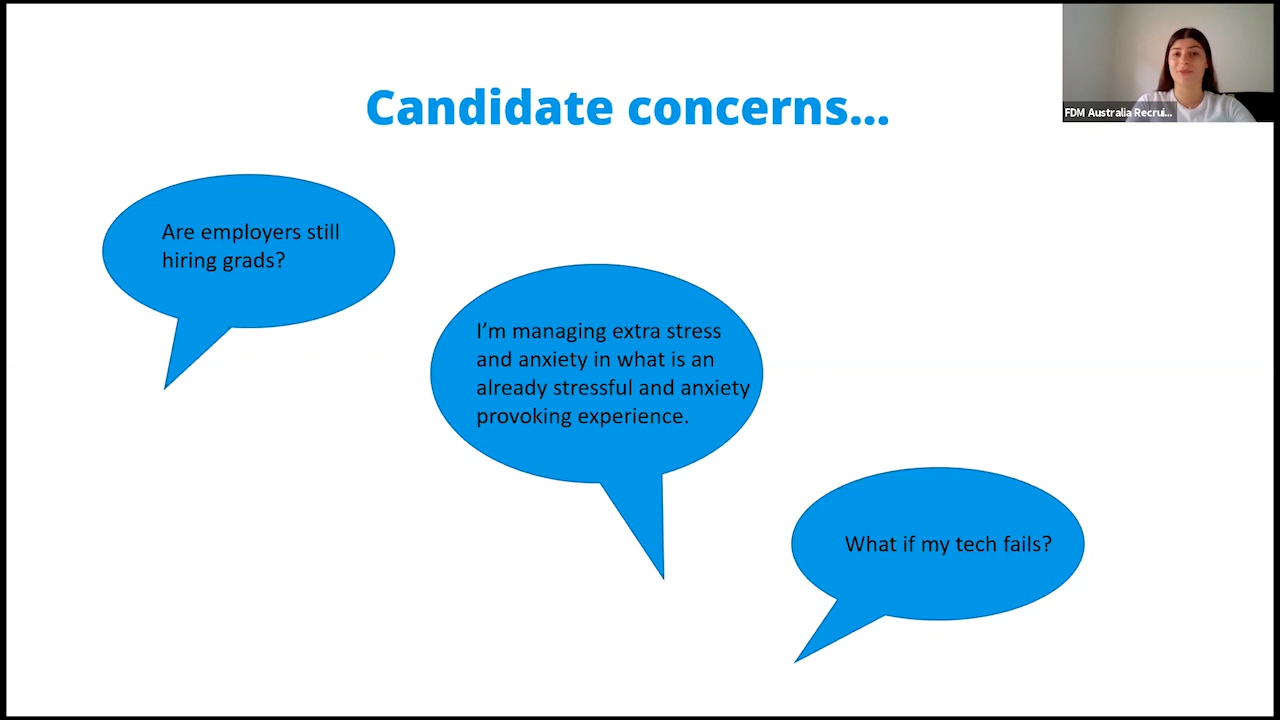 Candidate concerns...
FDM Australia Recrui...
Are employers still
hiring grads?
I'm managing extra stress
and anxiety in what is an
already stressful and anxiety
provoking experience.
What if my tech fails?